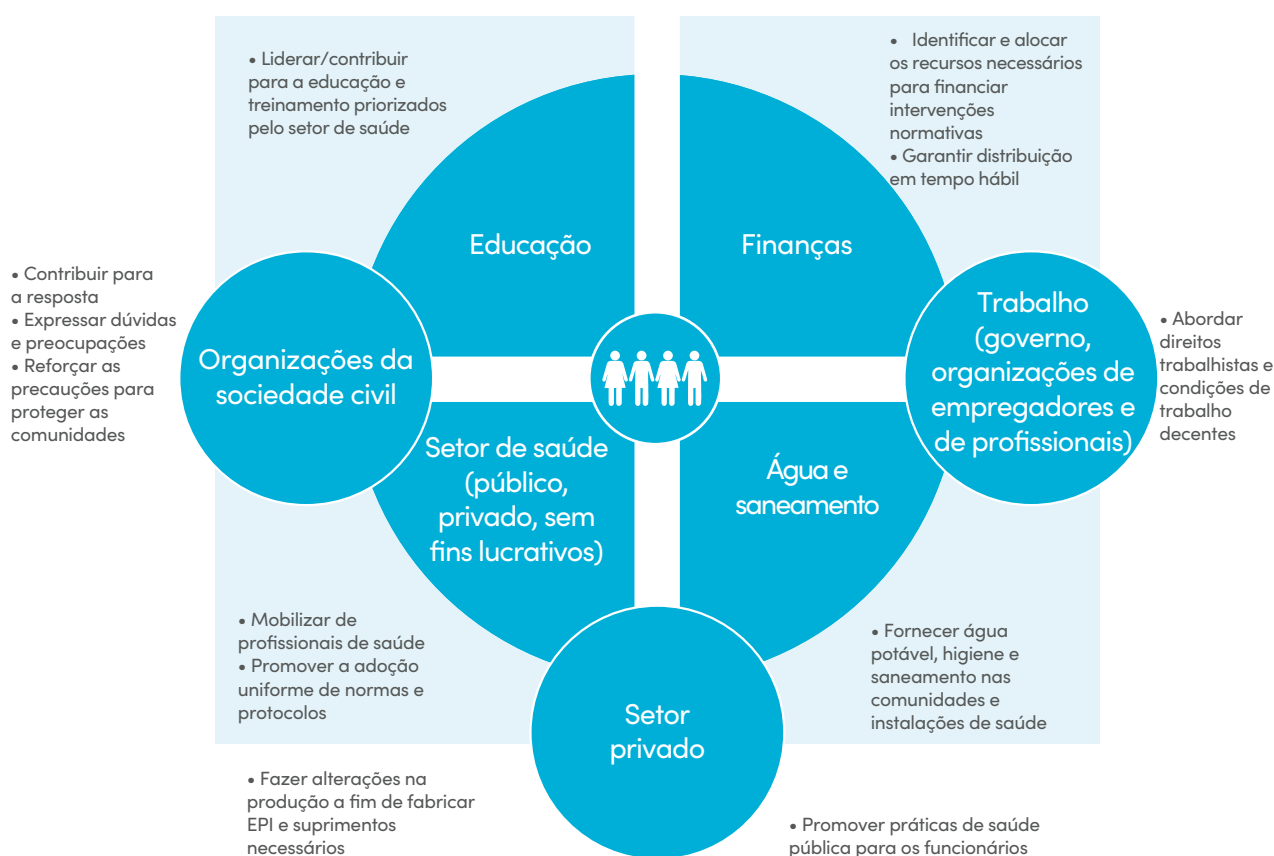 • Liderar/contribuir
para a educação e
treinamento priorizados
pelo setor de saúde
• Identificar e alocar
os recursos necessários
para financiar
intervenções
normativas
• Garantir distribuição
em tempo hábil
Educação
Finanças
• Contribuir para
a resposta
• Expressar dúvidas
e preocupações
• Reforçar as
precauções para
proteger as
comunidades
Organizações da
sociedade civil
Trabalho
(governo,
organizações de
empregadores e
de profissionais)
• Abordar
direitos
trabalhistas e
condições de
trabalho
decentes
Setor de saúde
(público,
privado, sem
fins lucrativos)
Água e
saneamento
• Mobilizar de
profissionais de saúde
• Promover a adoção
uniforme de normas e
protocolos
• Fornecer água
potável, higiene e
saneamento nas
comunidades e
instalações de saúde
Setor
privado
• Fazer alterações na
produção a fim de fabricar
EPI e suprimentos
necessários
• Promover práticas de saúde
pública para os funcionários